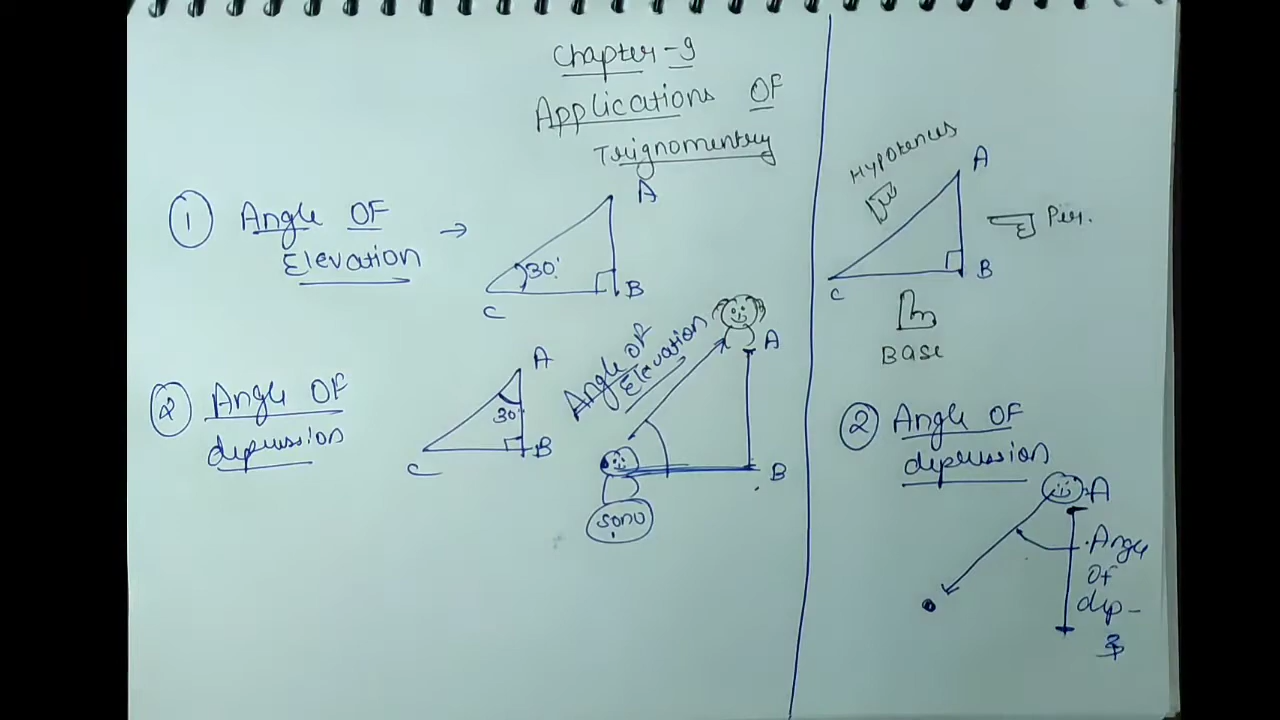 Chapter-9
Applications OF
Trignomentry
1 Angle OF
Elevation →
A
30°
C
B
2 Angle OF
depression
A
30
C
B
Angle OF
Elevation
A
B
Sonu
Hypotenus
A
Per.
B
C
Base
2 Angle OF
depression
A
Angle
Of
dep-